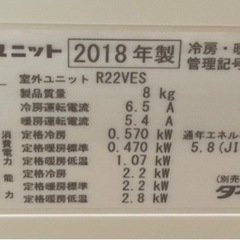 ユニット 2018年製 冷房・暖
管理記号
室外ユニット R22VES
製品質量 8 kg
冷房運転電流 6.5 A
暖房運転電流 5.4 A
消費電力 定格冷房 0.570 kW 通年エネ
定格暖房標準 0.470 kW 5.8(JI
定格暖房低温 1.07 kW
能力 定格冷房 2.2 kW
定格暖房標準 2.2 kW (別売
定格暖房低温 2.8 kW ダ